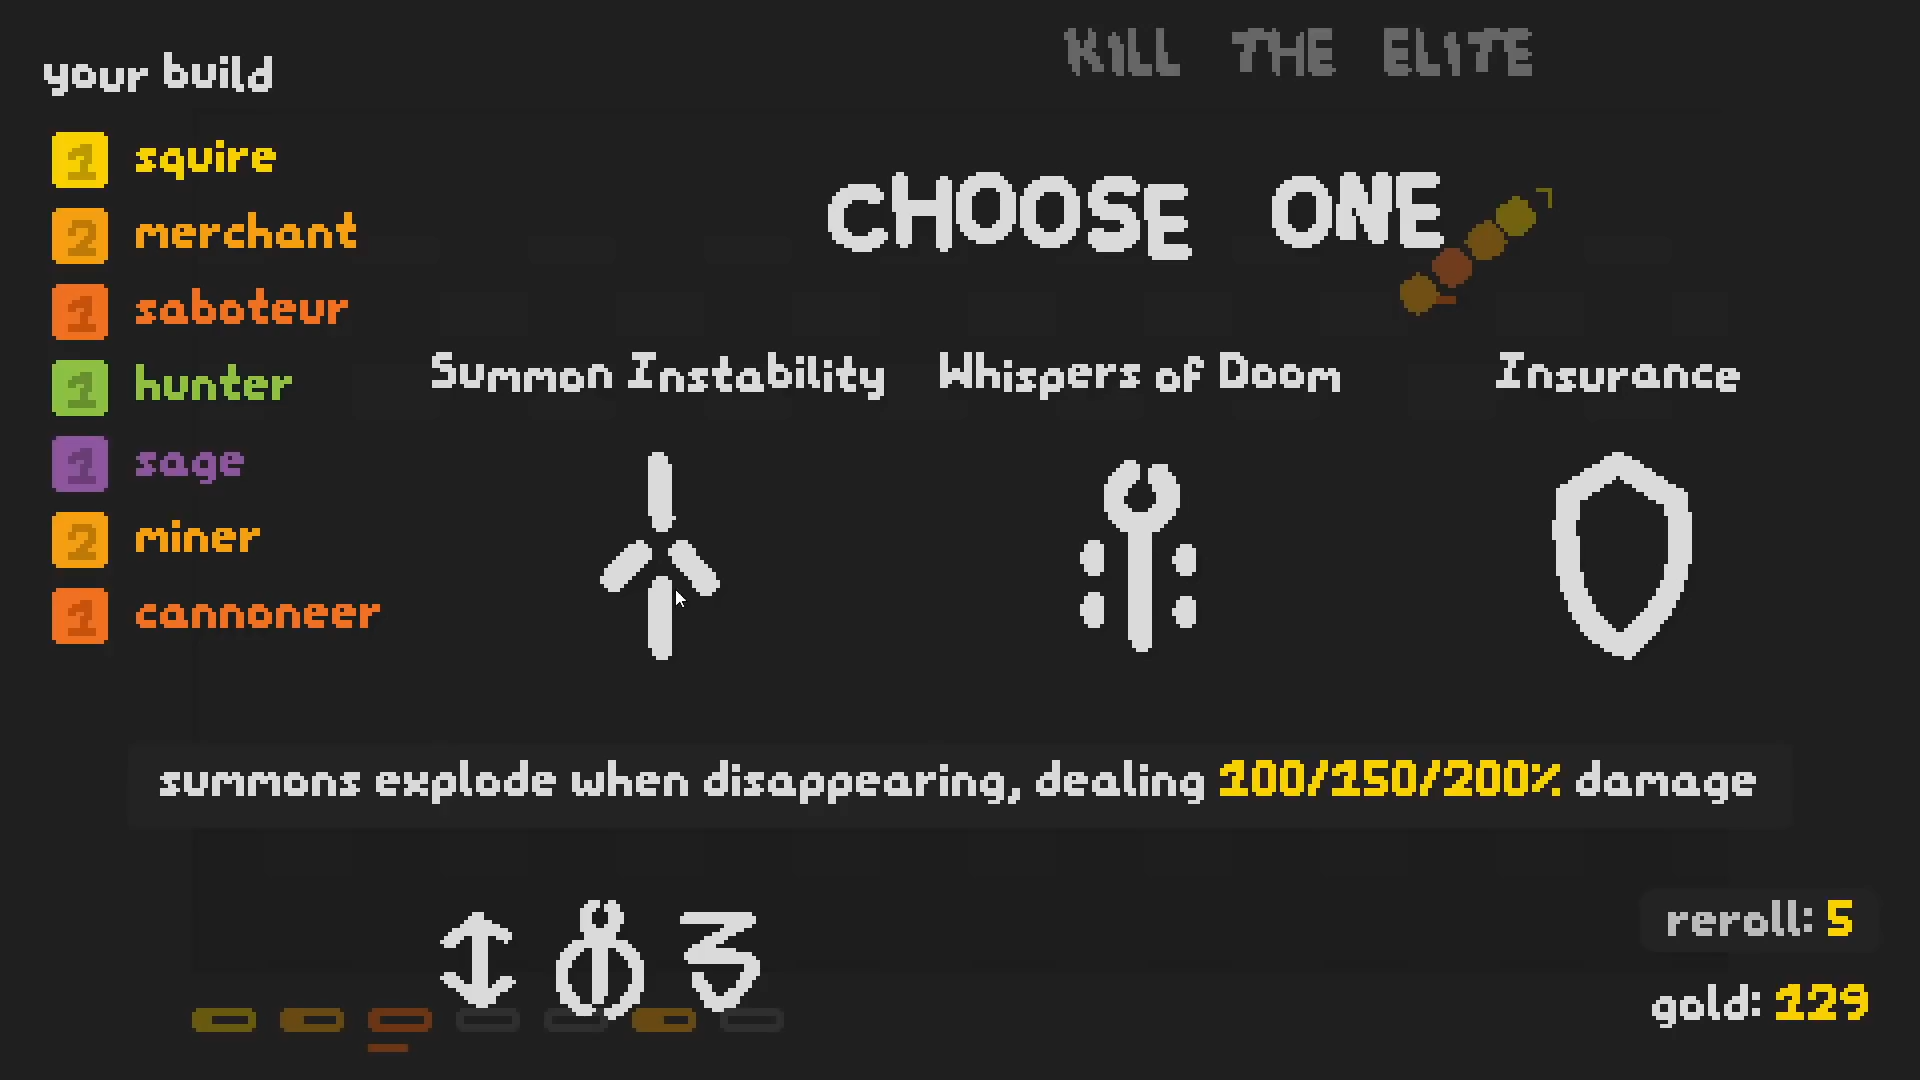 KILL THE ELITE
your build
CHOOSE ONE
1 squire
2 merchant
1 saboteur
1 hunter
1 sage
2 miner
1 cannoneer
Summon Instability
Whispers of Doom
Insurance
summons explode when disappearing, dealing 100/150/200% damage
reroll: 5
gold: 129